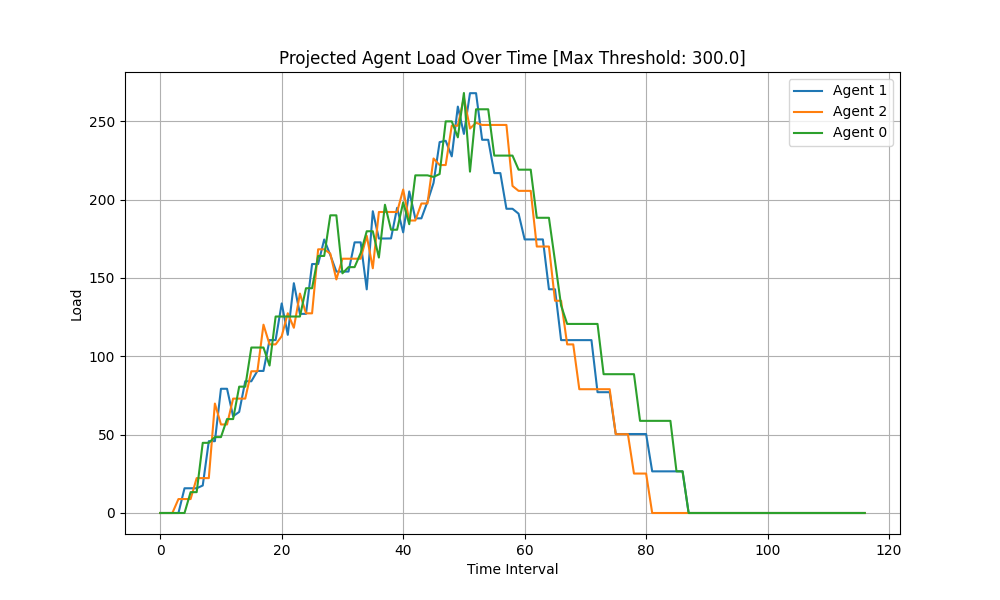 Projected Agent Load Over Time [Max Threshold: 300.0]
Agent 1
Agent 2
Agent 0
Load
250
200
150
100
50
0
0 20 40 60 80 100 120
Time Interval